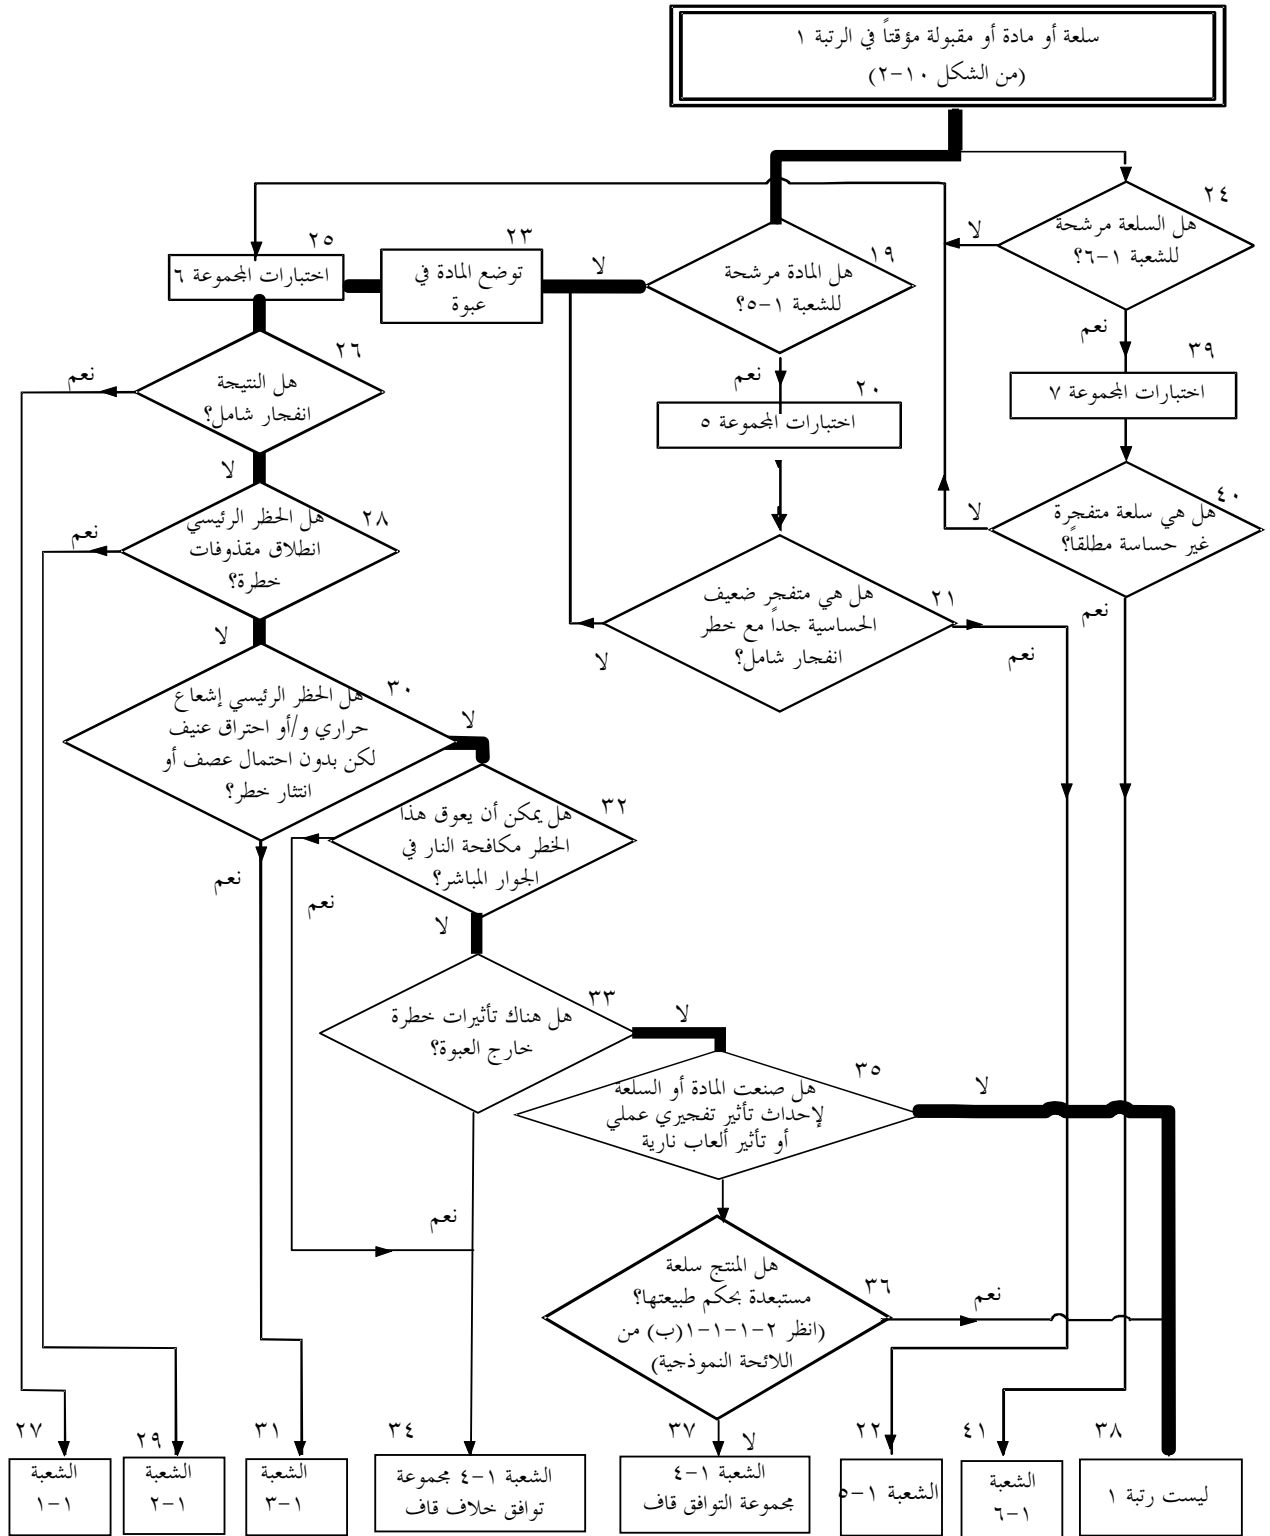 سلعة أو مادة أو مقبولة مؤقتاً في الرتبة ١
(من الشكل ١٠-٢)
٢٤
هل السلعة مرشحة
للشعبة ١-٦؟
لا
نعم
١٩
هل المادة مرشحة
للشعبة ١-٥؟
لا
نعم
٢٣
توضع المادة في
عبوة
٢٥
اختبارات المجموعة ٦
٣٩
اختبارات المجموعة ٧
٢٠
اختبارات المجموعة ٥
٢٦
هل النتيجة
انفجار شامل؟
نعم
لا
٤٠
هل هي سلعة متفجرة
غير حساسة مطلقاً؟
لا
نعم
٢٨
هل الحظر الرئيسي
انطلاق مقذوفات
خطرة؟
نعم
لا
٢١
هل هي متفجر ضعيف
الحساسية جداً مع خطر
انفجار شامل؟
لا
نعم
٣٠
هل الحظر الرئيسي إشعاع
حراري و/أو احتراق عنيف
لكن بدون احتمال عصف أو
انتثار خطر؟
لا
نعم
٣٢
هل يمكن أن يعوق هذا
الخطر مكافحة النار في
الجوار المباشر؟
نعم
لا
٣٣
هل هناك تأثيرات خطرة
خارج العبوة؟
لا
نعم
٣٥
هل صنعت المادة أو السلعة
لإحداث تأثير تفجيري عملي
أو تأثير ألعاب نارية
لا
٣٦
هل المنتج سلعة
مستبعدة بحكم طبيعتها؟
(انظر ٢-١-١-١(ب) من
اللائحة النموذجية)
نعم
لا
٣٨
ليست رتبة ١
٤١
الشعبة
١-٦
٢٢
الشعبة ١-٥
٣٧
الشعبة ١-٤
مجموعة التوافق قاف
٣٤
الشعبة ١-٤ مجموعة
توافق خلاف قاف
٣١
الشعبة
١-٣
٢٩
الشعبة
١-٢
٢٧
الشعبة
١-١